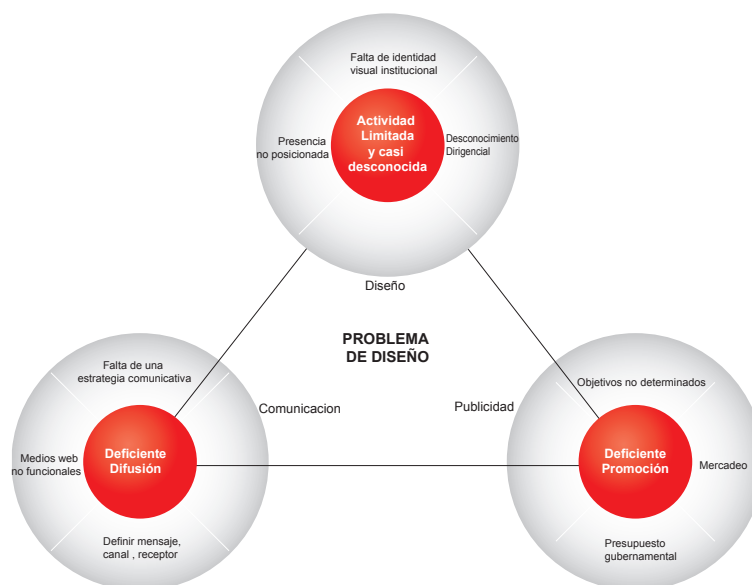 Falta de identidad
visual institucional
Actividad
Limitada
y casi
desconocida
Presencia
no posicionada
Desconocimiento
Dirigencial
Diseño
PROBLEMA
DE DISEÑO
Falta de una
estrategia comunicativa
Comunicacion
Medios web
no funcionales
Deficiente
Difusión
Definir mensaje,
canal , receptor
Publicidad
Objetivos no determinados
Deficiente
Promoción
Mercadeo
Presupuesto
gubernamental